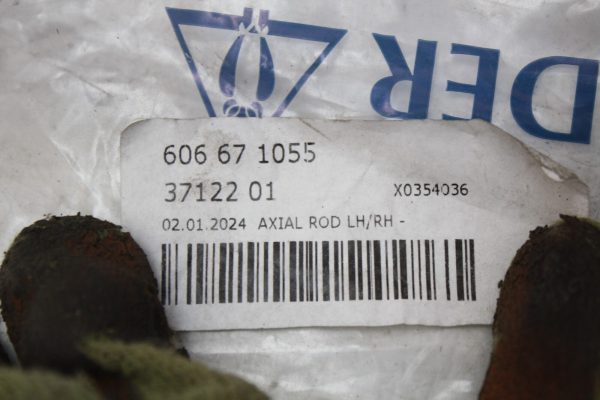 DER
606 67 1055
37122 01 X0354036
02.01.2024 AXIAL ROD LH/RH -